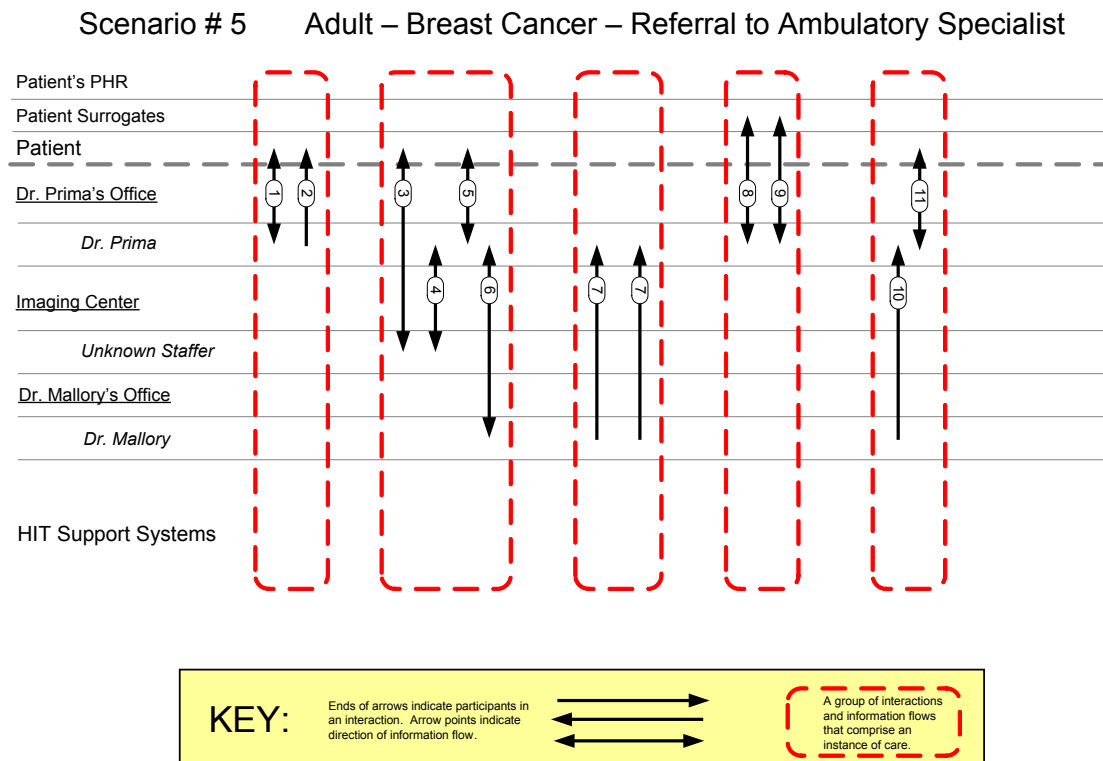 Scenario # 5 Adult – Breast Cancer – Referral to Ambulatory Specialist
Patient's PHR
Patient Surrogates
Patient
Dr. Prima's Office
1
2
3
5
8
9
11
Dr. Prima
Imaging Center
4
6
7
7
10
Unknown Staffer
Dr. Mallory's Office
Dr. Mallory
HIT Support Systems
KEY:
Ends of arrows indicate participants in
an interaction. Arrow points indicate
direction of information flow.
A group of interactions
and information flows
that comprise an
instance of care.